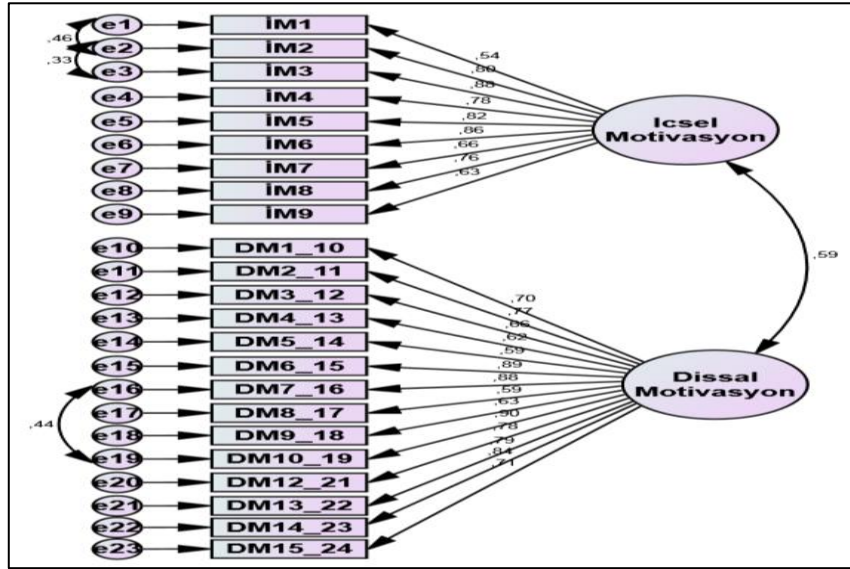 e1 İM1
,46
e2 İM2
,33
e3 İM3
e4 İM4
e5 İM5
e6 İM6
e7 İM7
e8 İM8
e9 İM9
,54
,80
,88
,78
,82
,86
,66
,76
,63
Icsel
Motivasyon
,59
e10 DM1_10
e11 DM2_11
e12 DM3_12
e13 DM4_13
e14 DM5_14
e15 DM6_15
e16 DM7_16
e17 DM8_17
,44
e18 DM9_18
e19 DM10_19
e20 DM12_21
e21 DM13_22
e22 DM14_23
e23 DM15_24
,70
,77
,66
,62
,59
,89
,88
,59
,63
,90
,78
,79
,84
,71
Dissal
Motivasyon